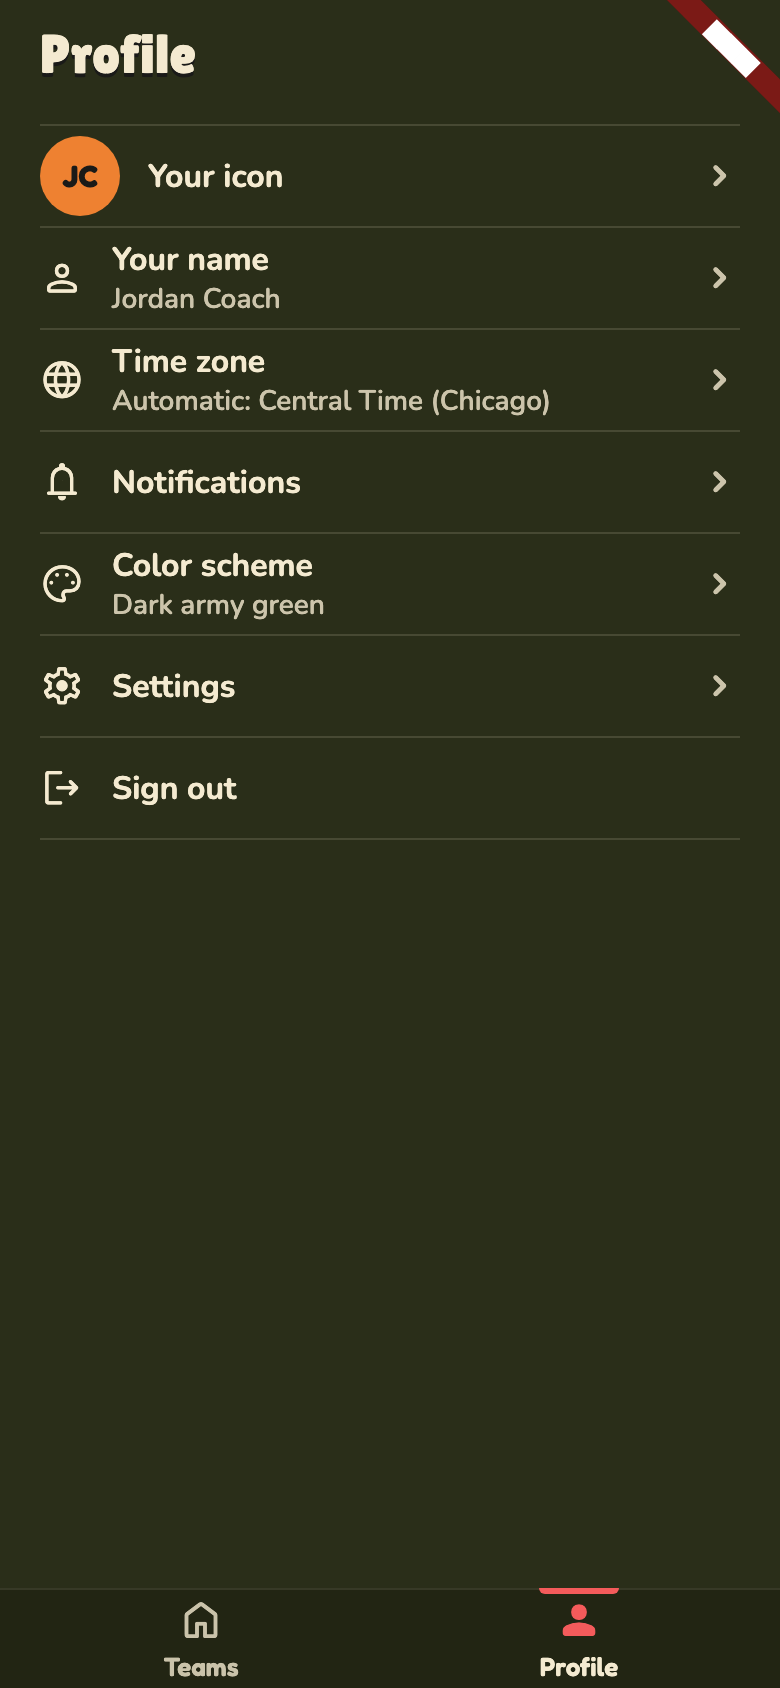 Profile
JC
Your icon
Your name
Jordan Coach
Time zone
Automatic: Central Time (Chicago)
Notifications
Color scheme
Dark army green
Settings
Sign out
Teams
Profile